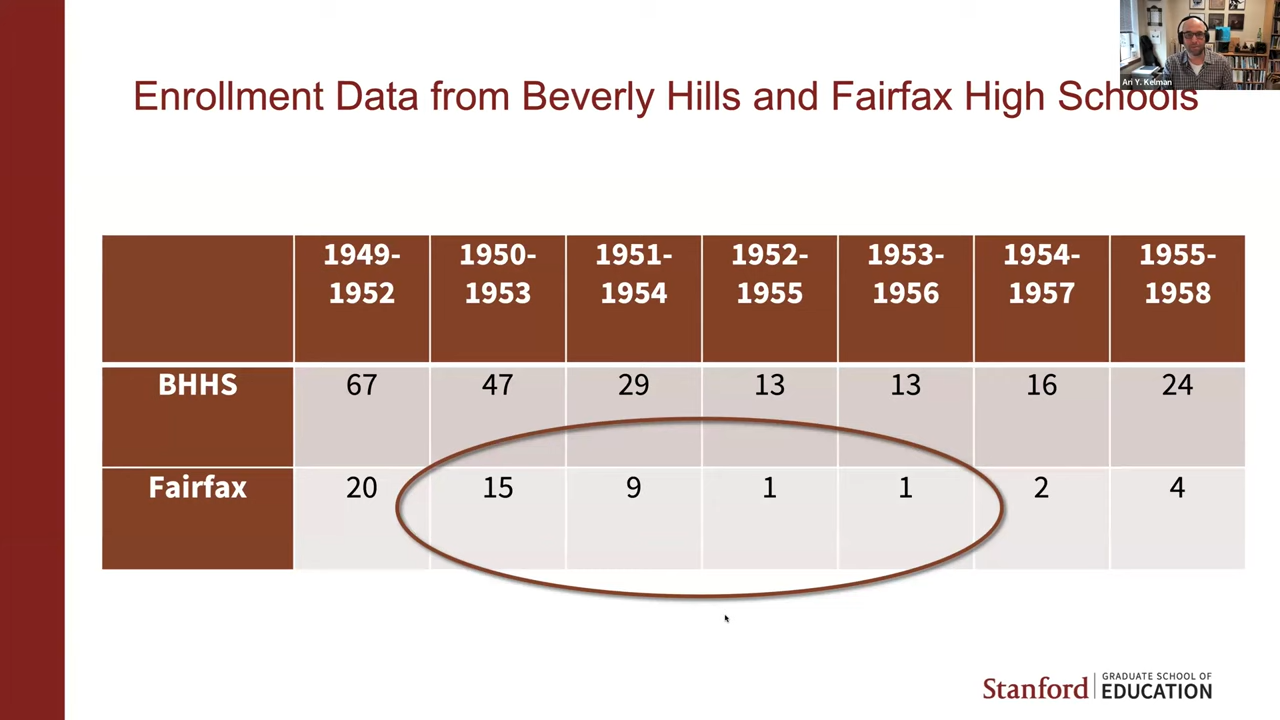 Ari Y. Kelman
Enrollment Data from Beverly Hills and Fairfax High Schools
1949- 1950- 1951- 1952- 1953- 1954- 1955-
1952 1953 1954 1955 1956 1957 1958
BHHS 67 47 29 13 13 16 24
Fairfax 20 15 9 1 1 2 4
Stanford GRADUATE SCHOOL OF
EDUCATION